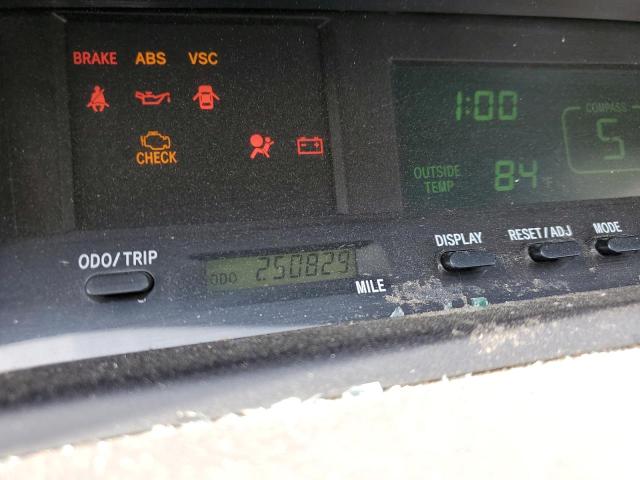 BRAKE ABS VSC
CHECK
1:00
COMPASS
S
OUTSIDE
TEMP 84°F
ODO/TRIP
ODO 250829
MILE
DISPLAY RESET/ADJ MODE